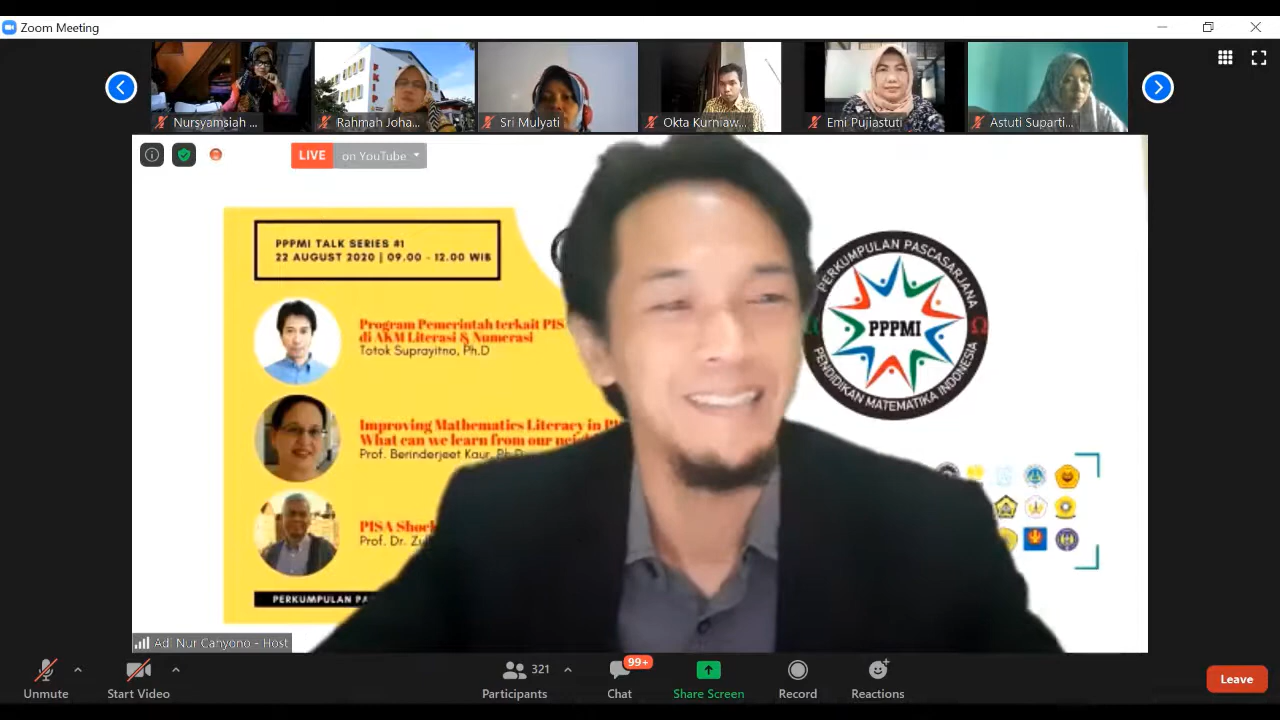 Zoom Meeting
Nursyamsiah ...
Rahmah Joha...
Sri Mulyati
Okta Kurniaw...
Emi Pujiastuti
Astuti Suparti...
LIVE on YouTube
PPPMI TALK SERIES #1
22 AUGUST 2020 | 09.00 - 12.00 WIB
Program Pemerintah terkait PIS
di AKM Literasi & Numerasi
Totok Suprayitno, Ph.D
Improving Mathematics Literacy in
What can we learn from our
Prof. Berinderjeet Kaur,
PISA Shock
Prof. Dr.
PERKUMPULAN
PERKUMPULAN PASCASARJANA
PPPMI
PENDIDIKAN MATEMATIKA INDONESIA
Adi Nur Cahyono - Host
Unmute
Start Video
321
Participants
99+
Chat
Share Screen
Record
Reactions
Leave